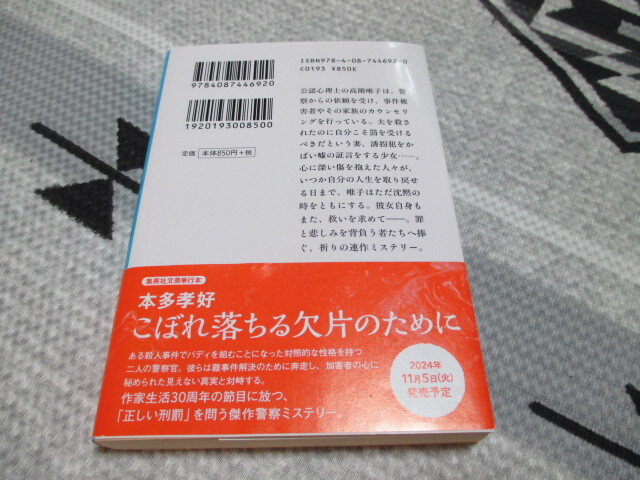 ISBN978-4-08-744692-0
C0193 ¥850E
9784087446920
1920193008500
定価 本体850円+税
公認心理士の高階唯子は、警
察からの依頼を受け、事件被
害者やその家族のカウンセリ
ングを行っている。夫を殺さ
れたのに自分こそ罰を受ける
べきだという妻、誘拐犯をか
ばい嘘の証言をする少女……。
心に深い傷を抱えた人々が、
いつか自分の人生を取り戻せ
る日まで、唯子はただ沈黙の
時をともにする。彼女自身も
また、救いを求めて――。罪
と悲しみを背負う者たちへ捧
ぐ、祈りの連作ミステリー。
集英社文芸単行本
本多孝好
こぼれ落ちる欠片のために
ある殺人事件でバディを組むことになった対照的な性格を持つ
二人の警察官。彼らは難事件解決のために奔走し、加害者の心に
秘められた見えない真実と対峙する。
作家生活30周年の節目に放つ、
「正しい刑罰」を問う傑作警察ミステリー。
2024年
11月5日(火)
発売予定